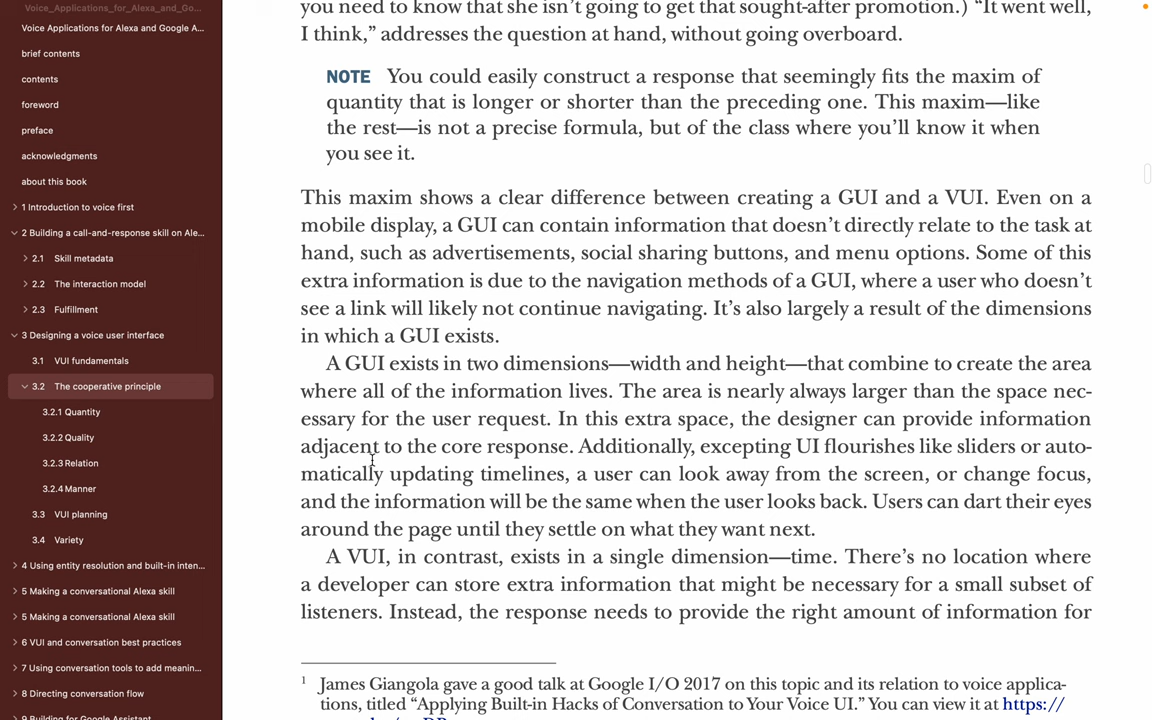 Voice_Applications_for_Alexa_and_Go...
Voice Applications for Alexa and Google A...
brief contents
contents
foreword
preface
acknowledgments
about this book
1 Introduction to voice first
2 Building a call-and-response skill on Ale...
2.1 Skill metadata
2.2 The interaction model
2.3 Fulfillment
3 Designing a voice user interface
3.1 VUI fundamentals
3.2 The cooperative principle
3.2.1 Quantity
3.2.2 Quality
3.2.3 Relation
3.2.4 Manner
3.3 VUI planning
3.4 Variety
4 Using entity resolution and built-in inten...
5 Making a conversational Alexa skill
5 Making a conversational Alexa skill
6 VUI and conversation best practices
7 Using conversation tools to add meanin...
8 Directing conversation flow
9 Building for Google Assistant
you need to know that she isn’t going to get that sought-after promotion.) “It went well,
I think,” addresses the question at hand, without going overboard.
NOTE You could easily construct a response that seemingly fits the maxim of
quantity that is longer or shorter than the preceding one. This maxim—like
the rest—is not a precise formula, but of the class where you’ll know it when
you see it.
This maxim shows a clear difference between creating a GUI and a VUI. Even on a
mobile display, a GUI can contain information that doesn’t directly relate to the task at
hand, such as advertisements, social sharing buttons, and menu options. Some of this
extra information is due to the navigation methods of a GUI, where a user who doesn’t
see a link will likely not continue navigating. It’s also largely a result of the dimensions
in which a GUI exists.
A GUI exists in two dimensions—width and height—that combine to create the area
where all of the information lives. The area is nearly always larger than the space nec-
essary for the user request. In this extra space, the designer can provide information
adjacent to the core response. Additionally, excepting UI flourishes like sliders or auto-
matically updating timelines, a user can look away from the screen, or change focus,
and the information will be the same when the user looks back. Users can dart their eyes
around the page until they settle on what they want next.
A VUI, in contrast, exists in a single dimension—time. There’s no location where
a developer can store extra information that might be necessary for a small subset of
listeners. Instead, the response needs to provide the right amount of information for
1 James Giangola gave a good talk at Google I/O 2017 on this topic and its relation to voice applica-
tions, titled “Applying Built-in Hacks of Conversation to Your Voice UI.” You can view it at https://